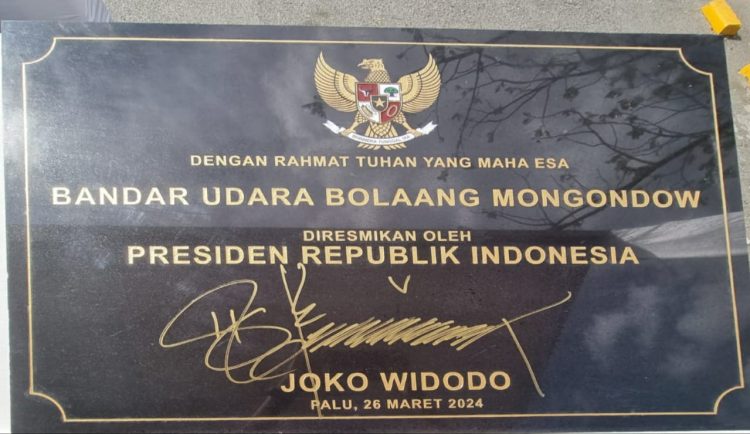 DENGAN RAHMAT TUHAN YANG MAHA ESA
BANDAR UDARA BOLAANG MONGONDOW
DIRESMIKAN OLEH
PRESIDEN REPUBLIK INDONESIA
JOKO WIDODO
PALU, 26 MARET 2024